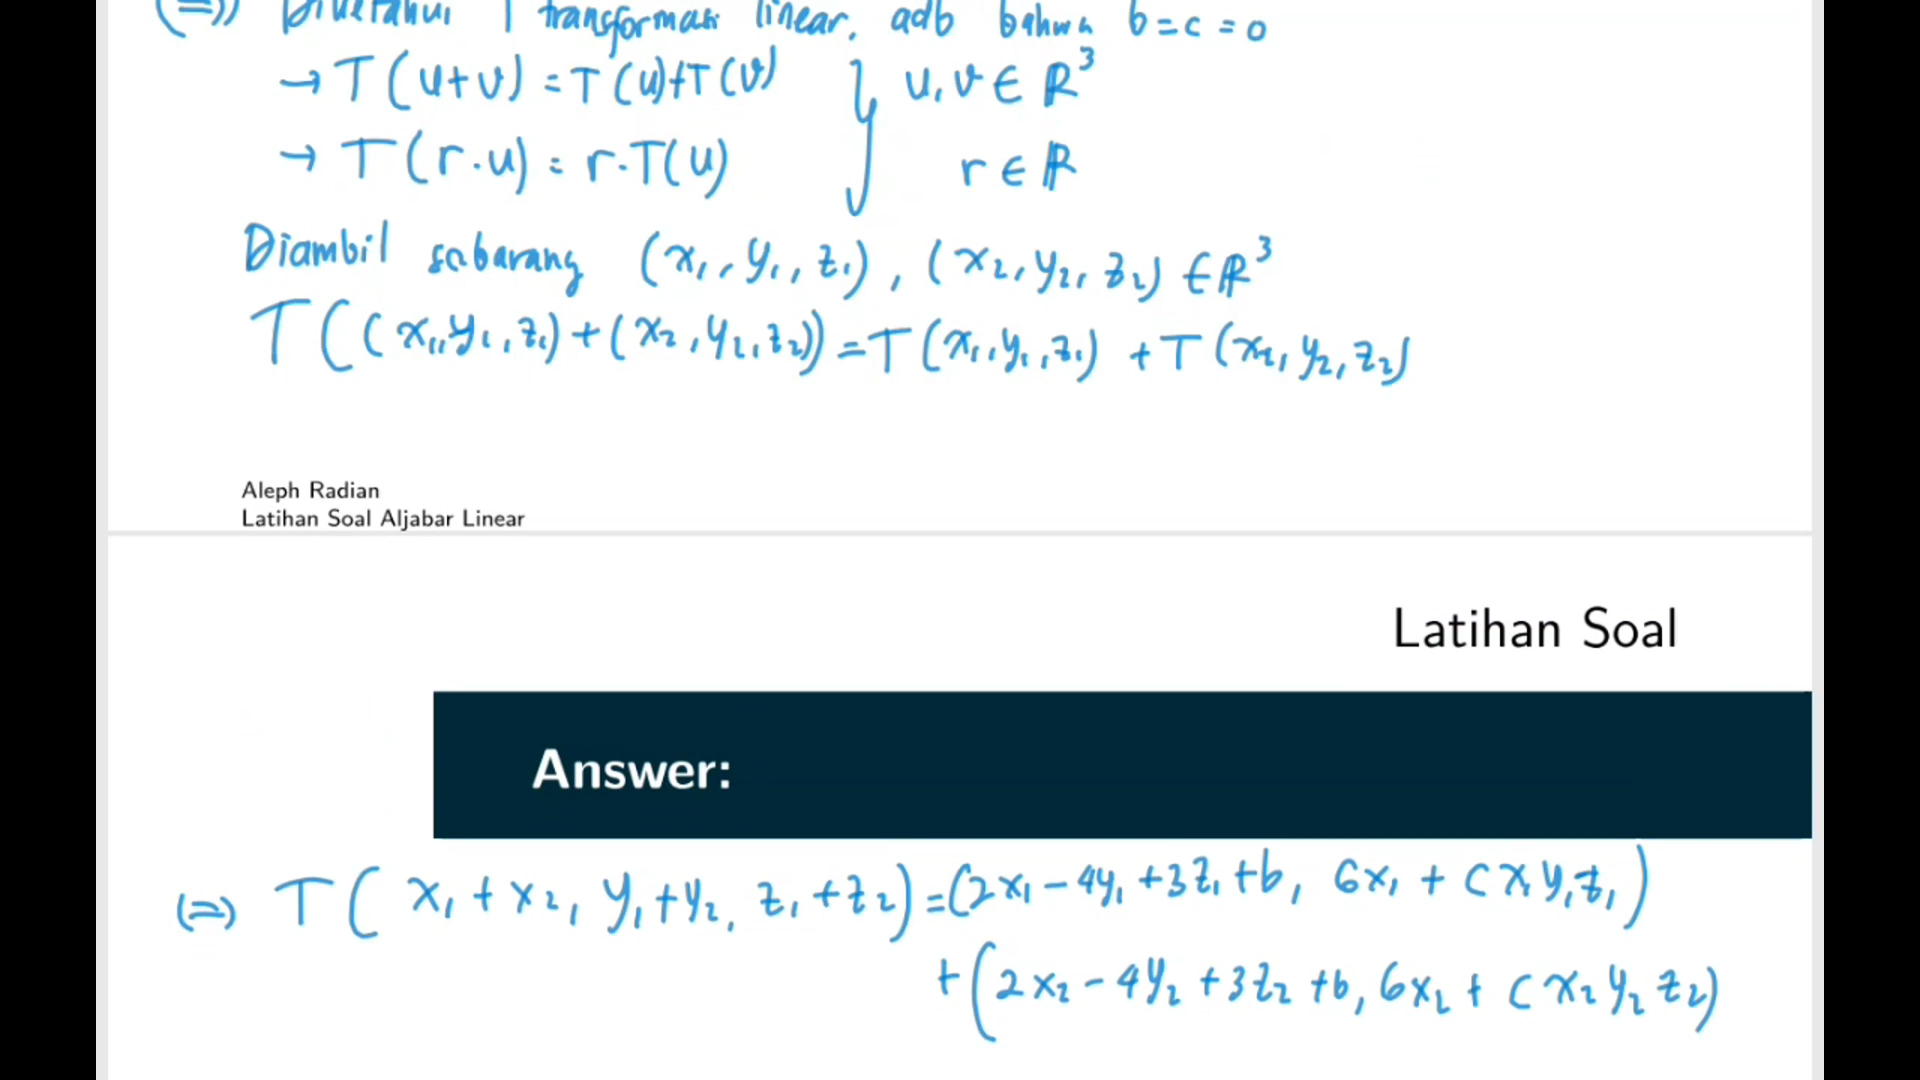 (⇒) Diketahui T transformasi linear. adb bahwa b = c = 0
→ T(u+v) = T(u)+T(v) } u, v ∈ ℝ³
→ T(r·u) = r·T(u) r ∈ ℝ
Diambil sebarang (x₁, y₁, z₁), (x₂, y₂, z₂) ∈ ℝ³
T((x₁, y₁, z₁) + (x₂, y₂, z₂)) = T(x₁, y₁, z₁) + T(x₂, y₂, z₂)
Aleph Radian
Latihan Soal Aljabar Linear
Latihan Soal
Answer:
(=) T(x₁ + x₂, y₁ + y₂, z₁ + z₂) = (2x₁ − 4y₁ + 3z₁ + b, 6x₁ + cx₁y₁z₁)
+ (2x₂ − 4y₂ + 3z₂ + b, 6x₂ + cx₂y₂z₂)